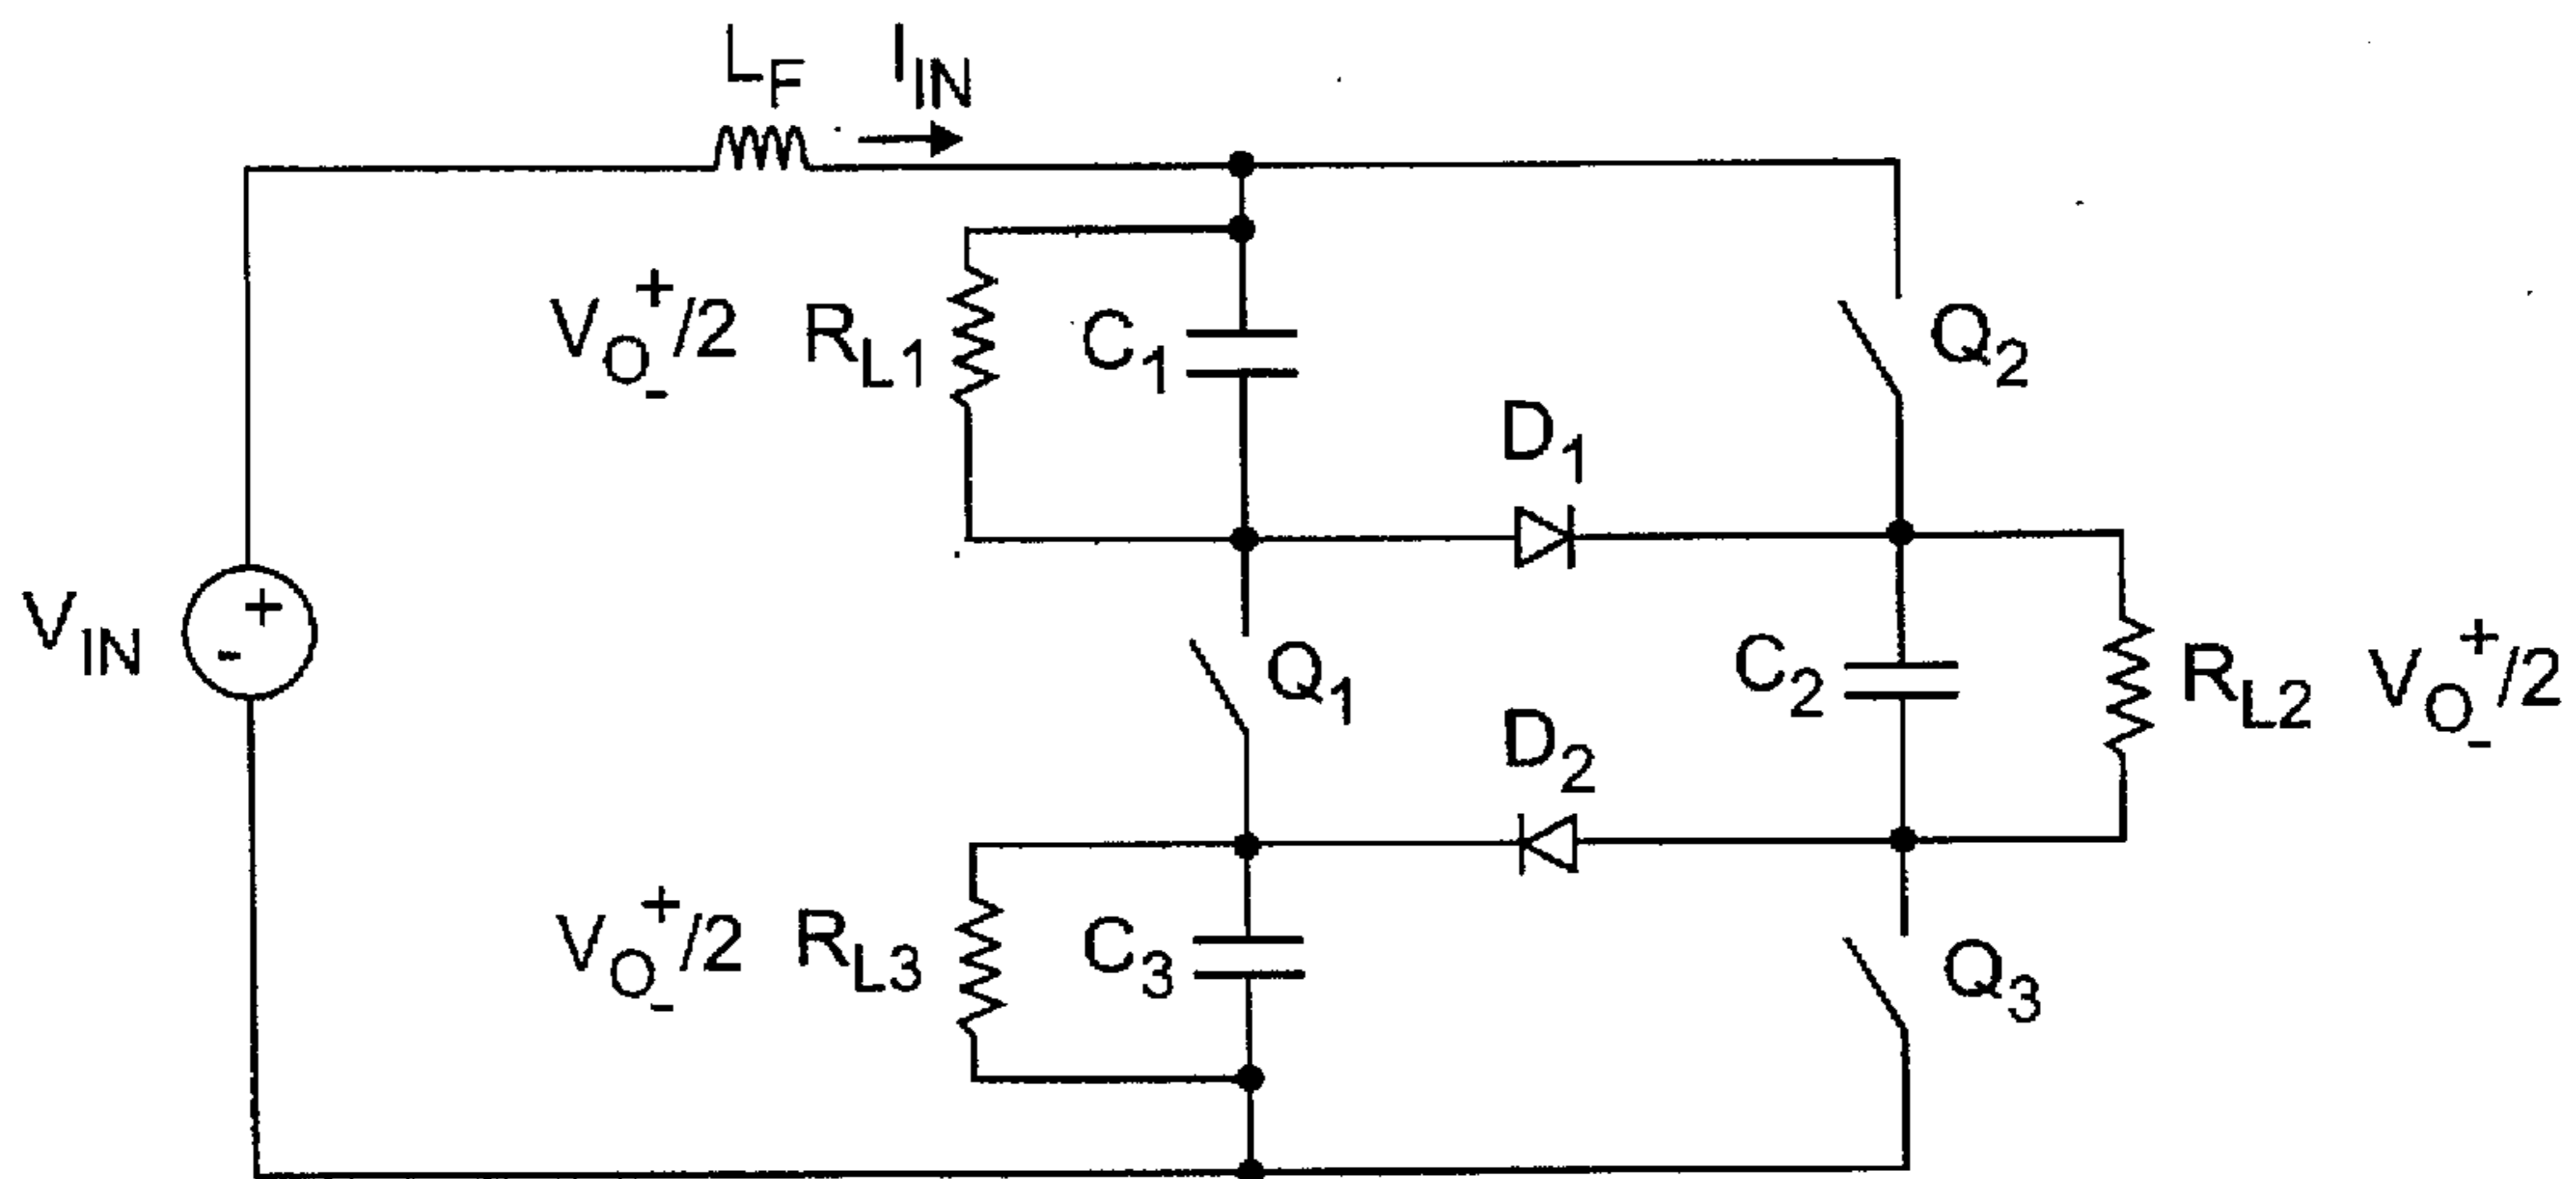 L_F I_IN
V_O^+_-/2 R_L1 C_1 Q_2
D_1
V_IN + - Q_1 C_2 R_L2 V_O^+_-/2
D_2
V_O^+_-/2 R_L3 C_3 Q_3